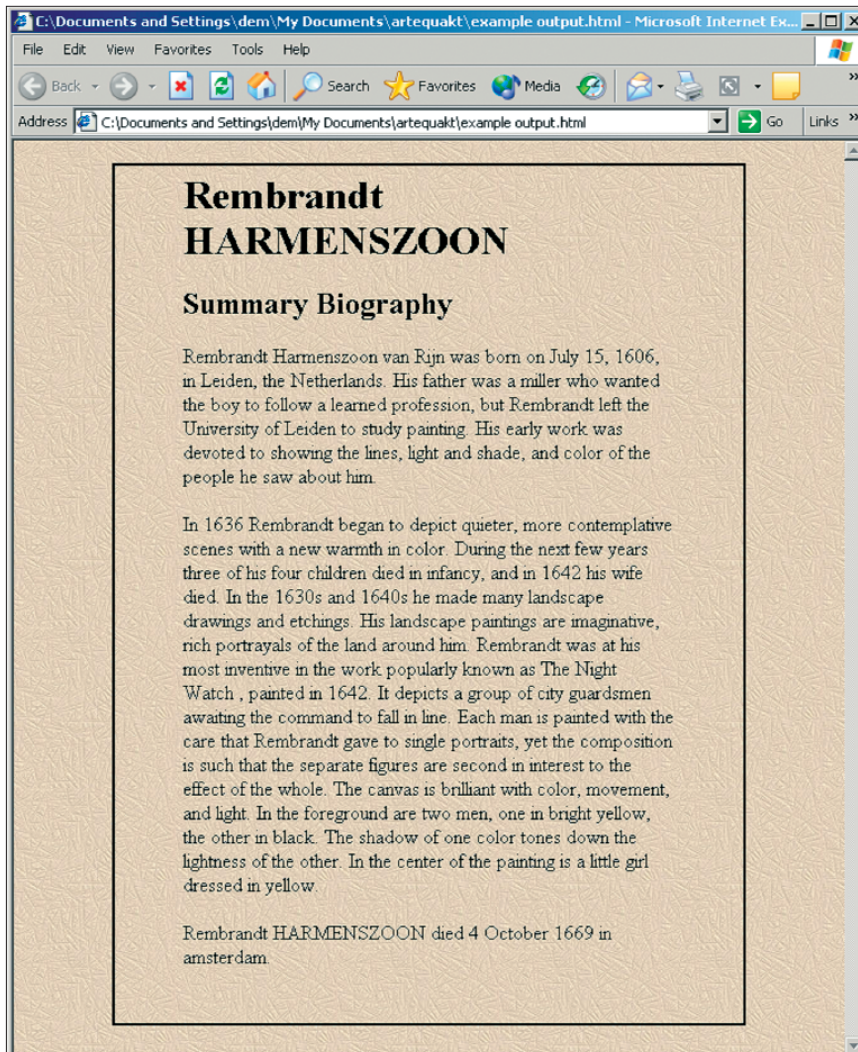 C:\Documents and Settings\dem\My Documents\artequakt\example output.html - Microsoft Internet Ex...
File Edit View Favorites Tools Help
Back Search Favorites Media
Address C:\Documents and Settings\dem\My Documents\artequakt\example output.html Go Links
Rembrandt
HARMENSZOON
Summary Biography
Rembrandt Harmenszoon van Rijn was born on July 15, 1606,
in Leiden, the Netherlands. His father was a miller who wanted
the boy to follow a learned profession, but Rembrandt left the
University of Leiden to study painting. His early work was
devoted to showing the lines, light and shade, and color of the
people he saw about him.
In 1636 Rembrandt began to depict quieter, more contemplative
scenes with a new warmth in color. During the next few years
three of his four children died in infancy, and in 1642 his wife
died. In the 1630s and 1640s he made many landscape
drawings and etchings. His landscape paintings are imaginative,
rich portrayals of the land around him. Rembrandt was at his
most inventive in the work popularly known as The Night
Watch , painted in 1642. It depicts a group of city guardsmen
awaiting the command to fall in line. Each man is painted with the
care that Rembrandt gave to single portraits, yet the composition
is such that the separate figures are second in interest to the
effect of the whole. The canvas is brilliant with color, movement,
and light. In the foreground are two men, one in bright yellow,
the other in black. The shadow of one color tones down the
lightness of the other. In the center of the painting is a little girl
dressed in yellow.
Rembrandt HARMENSZOON died 4 October 1669 in
amsterdam.